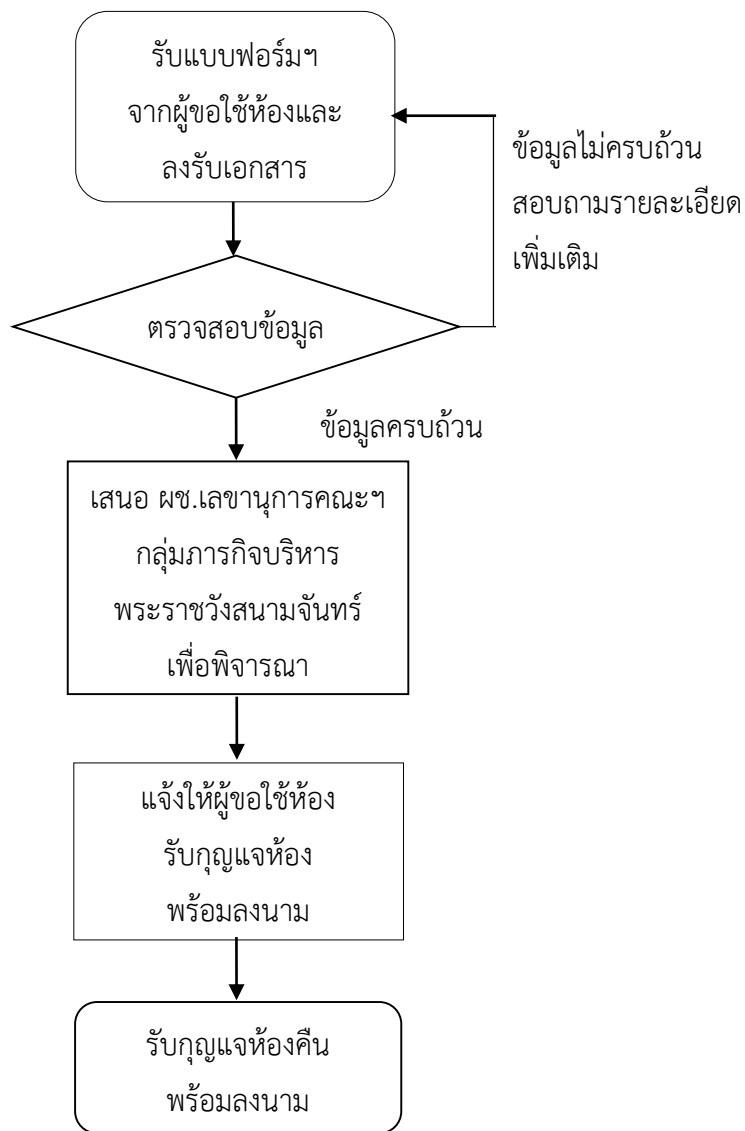 รับแบบฟอร์มฯ
จากผู้ขอใช้ห้องและ
ลงรับเอกสาร
ข้อมูลไม่ครบถ้วน
สอบถามรายละเอียด
เพิ่มเติม
ตรวจสอบข้อมูล
ข้อมูลครบถ้วน
เสนอ ผช.เลขานุการคณะฯ
กลุ่มภารกิจบริหาร
พระราชวังสนามจันทร์
เพื่อพิจารณา
แจ้งให้ผู้ขอใช้ห้อง
รับกุญแจห้อง
พร้อมลงนาม
รับกุญแจห้องคืน
พร้อมลงนาม